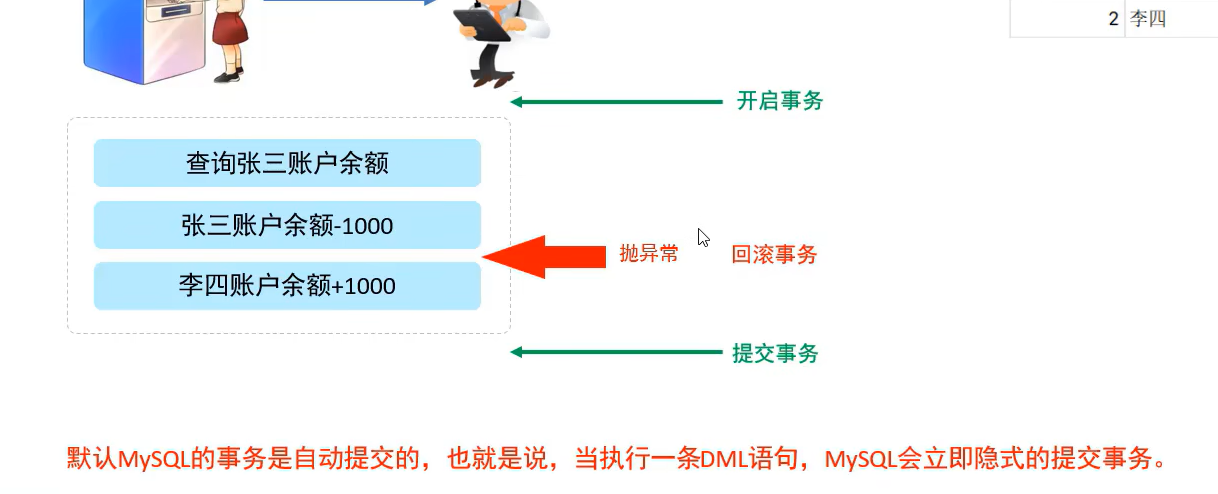 2 李四
开启事务
查询张三账户余额
张三账户余额-1000
抛异常 回滚事务
李四账户余额+1000
提交事务
默认MySQL的事务是自动提交的，也就是说，当执行一条DML语句，MySQL会立即隐式的提交事务。